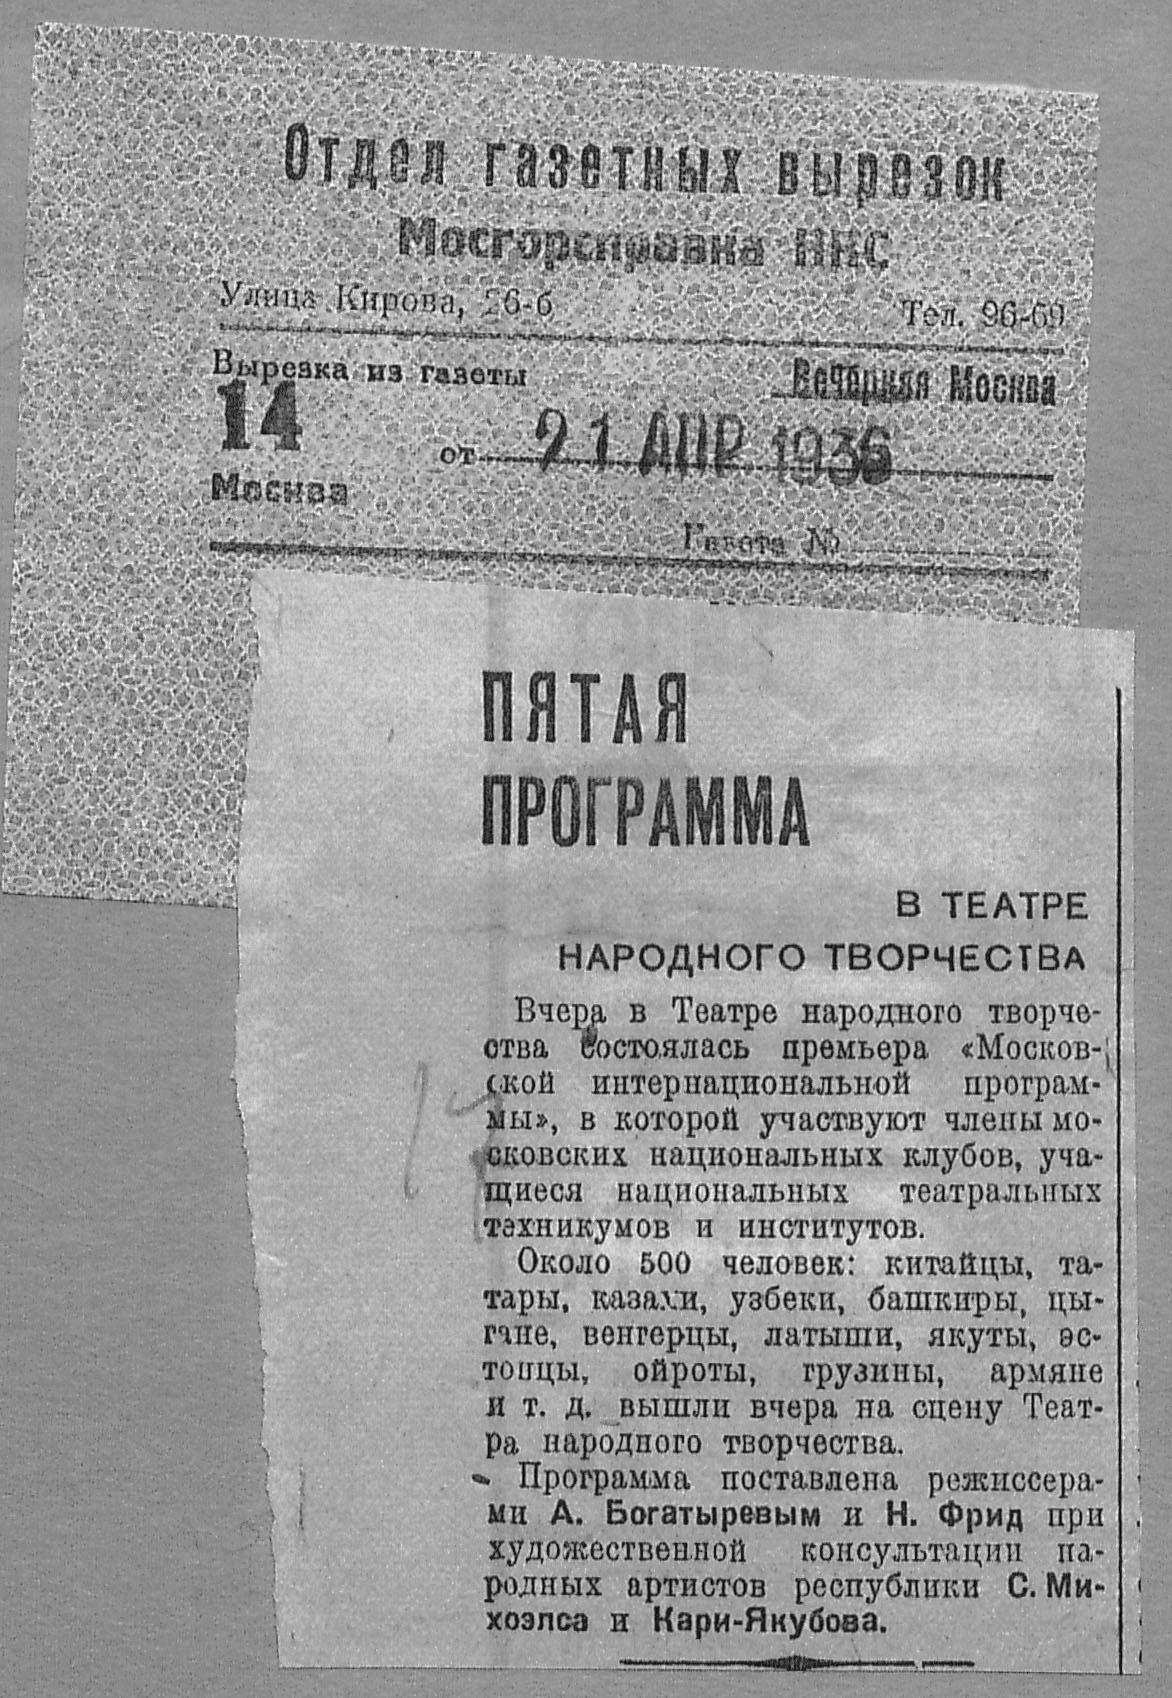 Отдел газетных вырезок
Мосгорсправка НКС
Улица Кирова, 26-б Тел. 96-69
Вырезка из газеты Вечерняя Москва
14
от 21 АПР 1936
Москва
Газета №
ПЯТАЯ
ПРОГРАММА
В ТЕАТРЕ
НАРОДНОГО ТВОРЧЕСТВА
Вчера в Театре народного творче-
ства состоялась премьера «Москов-
ской интернациональной програм-
мы», в которой участвуют члены мо-
сковских национальных клубов, уча-
щиеся национальных театральных
техникумов и институтов.
Около 500 человек: китайцы, та-
тары, казахи, узбеки, башкиры, цы-
гане, венгерцы, латыши, якуты, эс-
тонцы, ойроты, грузины, армяне
и т. д. вышли вчера на сцену Теат-
ра народного творчества.
Программа поставлена режиссера-
ми А. Богатыревым и Н. Фрид при
художественной консультации на-
родных артистов республики С. Ми-
хоэлса и Кари-Якубова.